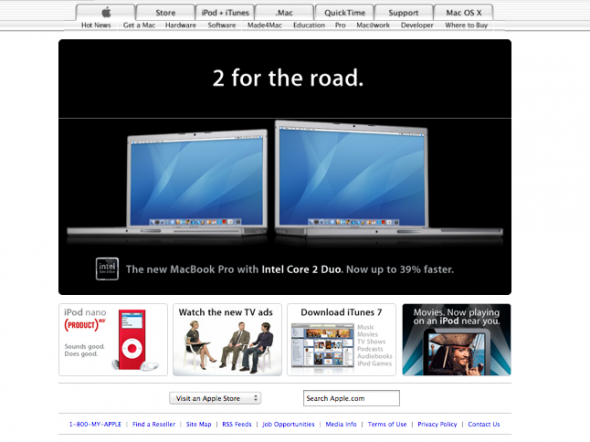 Store iPod + iTunes .Mac QuickTime Support Mac OS X
Hot News Get a Mac Hardware Software Made4Mac Education Pro Mac@work Developer Where to Buy
2 for the road.
intel
The new MacBook Pro with Intel Core 2 Duo. Now up to 39% faster.
iPod nano
(PRODUCT) RED
Sounds good.
Does good.
Watch the new TV ads
Download iTunes 7
Music
Movies
TV Shows
Podcasts
Audiobooks
iPod Games
Movies. Now playing
on an iPod near you.
Visit an Apple Store
Search Apple.com
1-800-MY-APPLE | Find a Reseller | Site Map | RSS Feeds | Job Opportunities | Media Info | Terms of Use | Privacy Policy | Contact Us